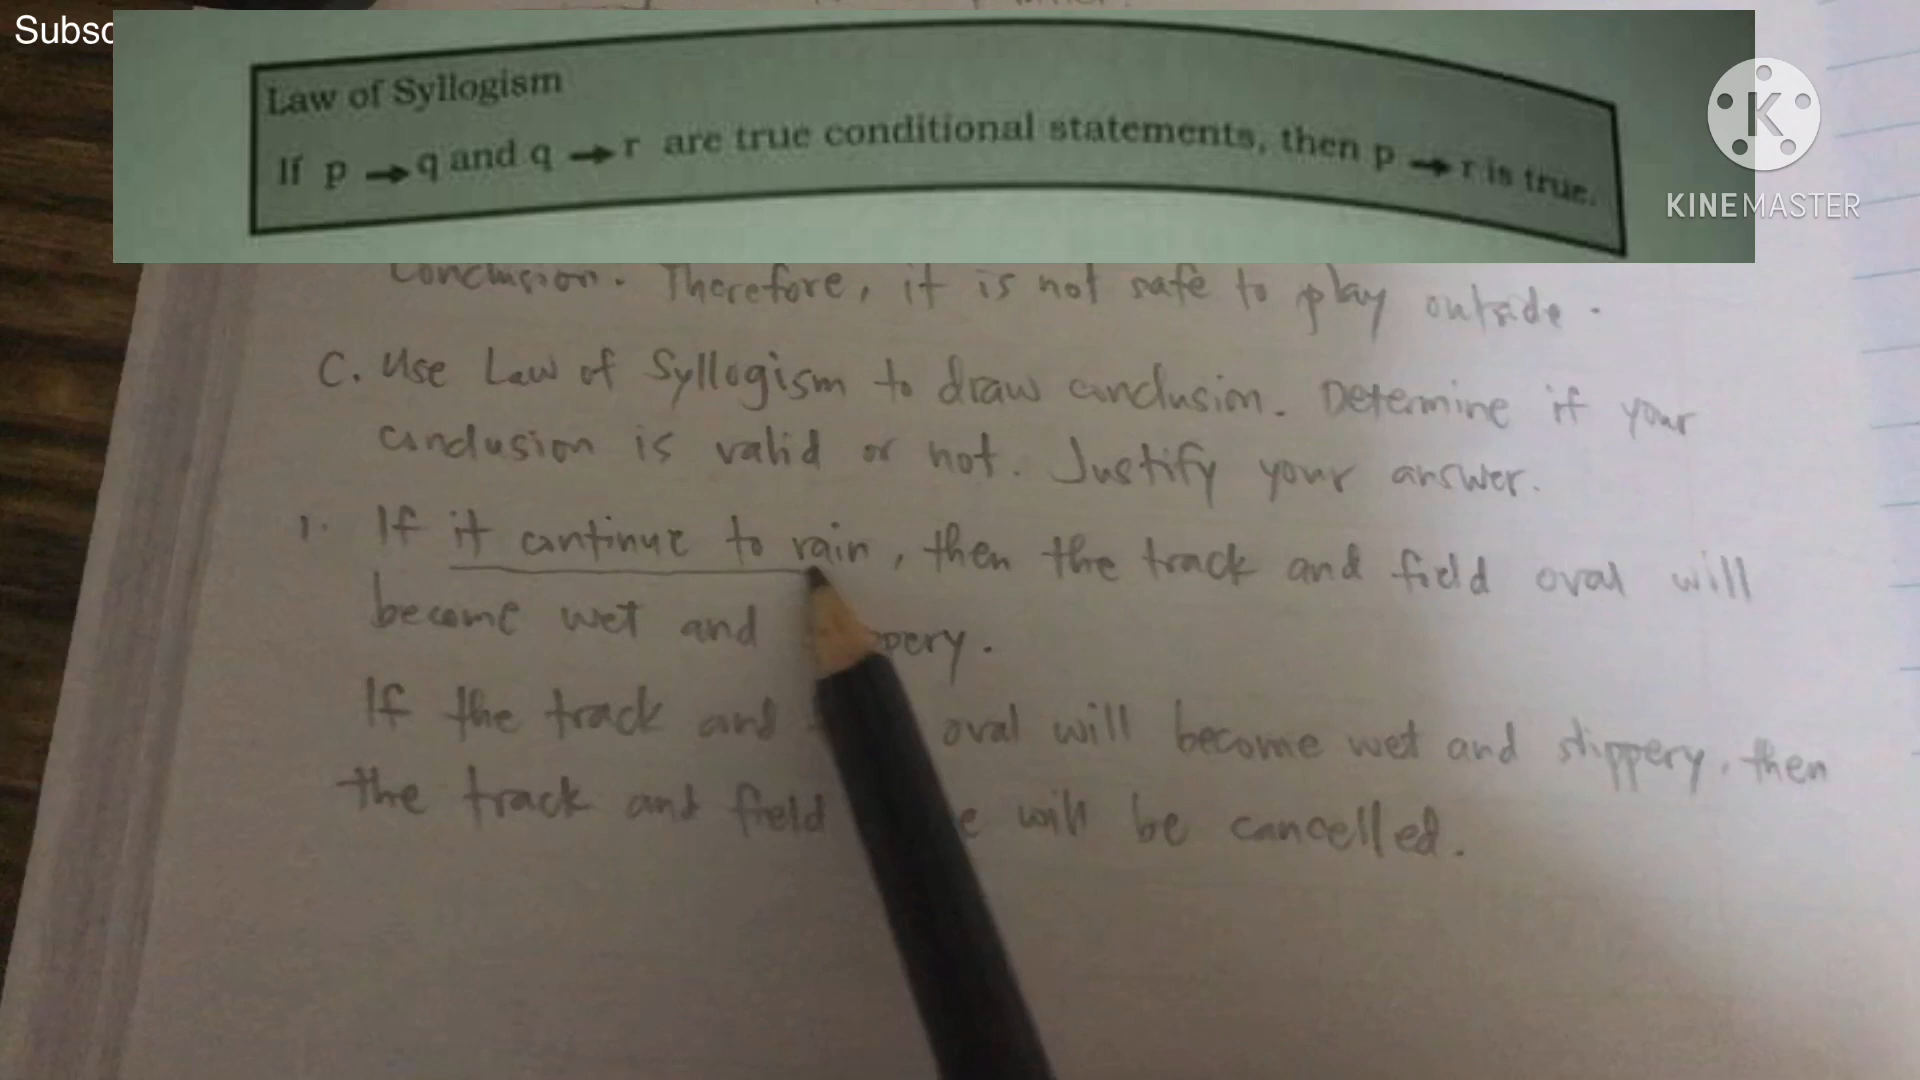 Subsc
Law of Syllogism
If p → q and q → r are true conditional statements, then p → r is true.
KINEMASTER
conclusion. Therefore, it is not safe to play outside.
C. Use Law of Syllogism to draw conclusion. Determine if your
conclusion is valid or not. Justify your answer.
1. If it continue to rain, then the track and field oval will
become wet and ppery.
If the track and oval will become wet and slippery, then
the track and field e will be cancelled.